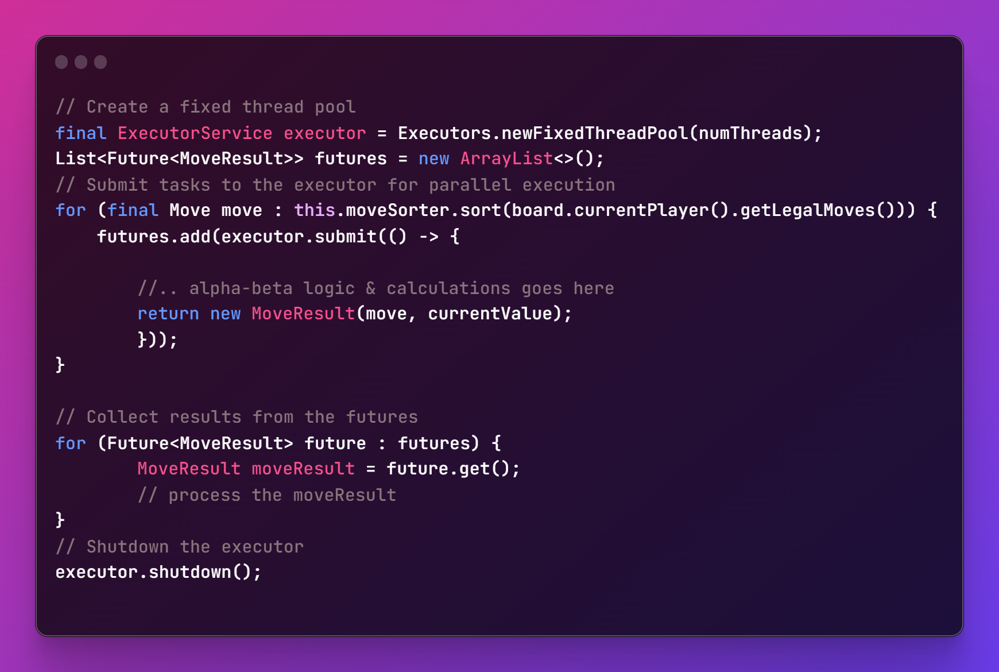 // Create a fixed thread pool
final ExecutorService executor = Executors.newFixedThreadPool(numThreads);
List<Future<MoveResult>> futures = new ArrayList<>();
// Submit tasks to the executor for parallel execution
for (final Move move : this.moveSorter.sort(board.currentPlayer().getLegalMoves())) {
    futures.add(executor.submit(() -> {

        //.. alpha-beta logic & calculations goes here
        return new MoveResult(move, currentValue);
        }));
}

// Collect results from the futures
for (Future<MoveResult> future : futures) {
        MoveResult moveResult = future.get();
        // process the moveResult
}
// Shutdown the executor
executor.shutdown();